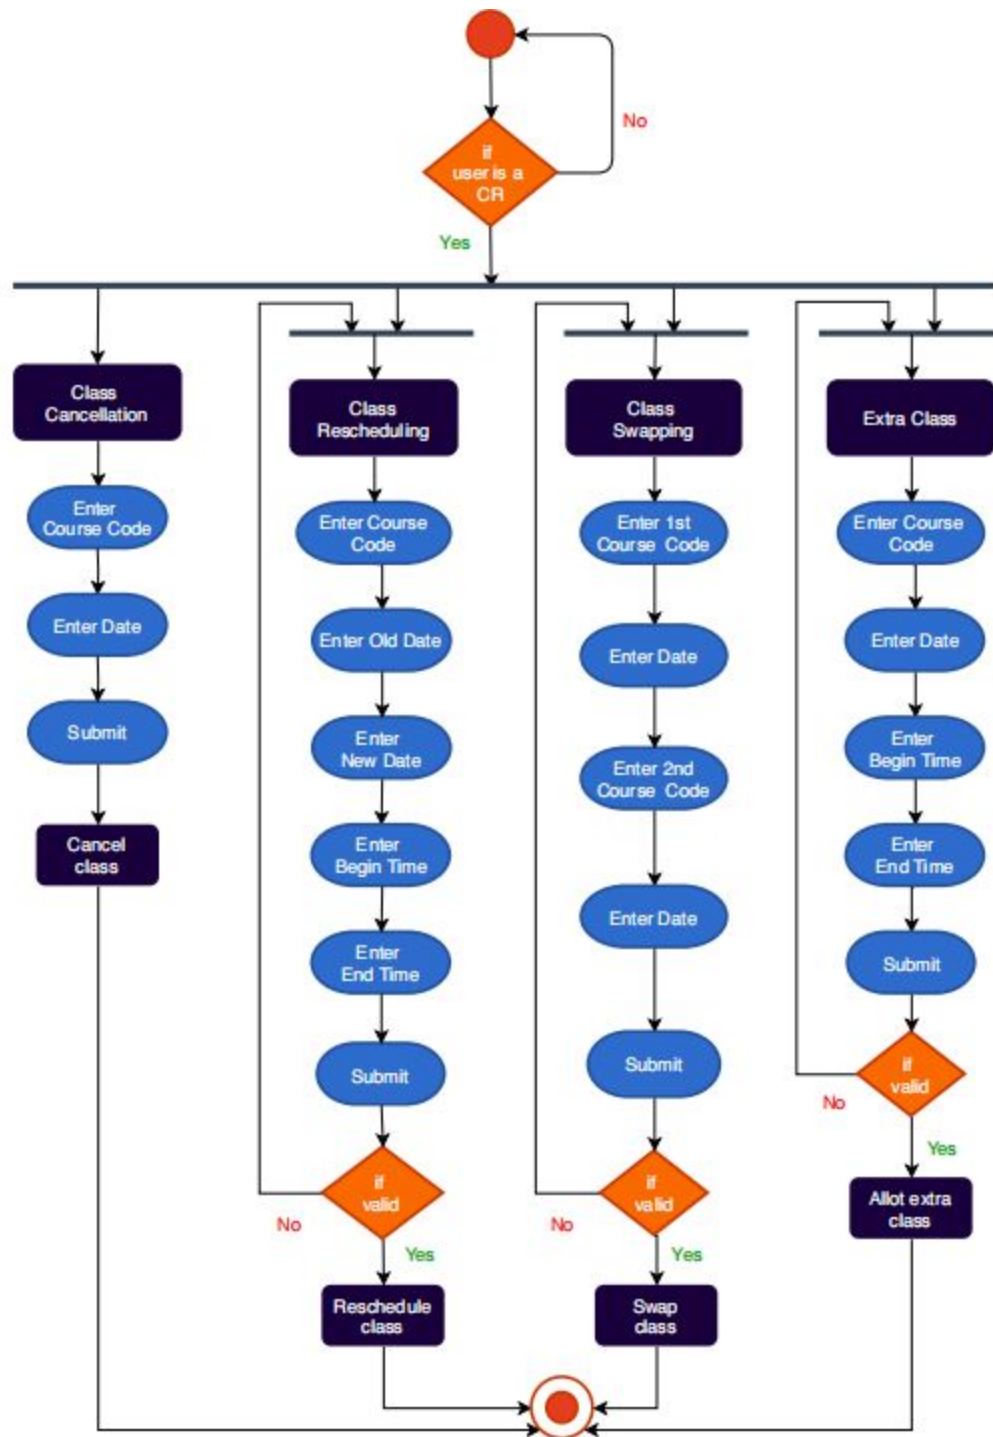 No
if
user is a
CR
Yes
Class
Cancellation
Enter
Course Code
Enter Date
Submit
Cancel
class
Class
Rescheduling
Enter Course
Code
Enter Old Date
Enter
New Date
Enter
Begin Time
Enter
End Time
Submit
if
valid
No
Yes
Reschedule
class
Class
Swapping
Enter 1st
Course Code
Enter Date
Enter 2nd
Course Code
Enter Date
Submit
if
valid
No
Yes
Swap
class
Extra Class
Enter Course
Code
Enter Date
Enter
Begin Time
Enter
End Time
Submit
if
valid
No
Yes
Allot extra
class